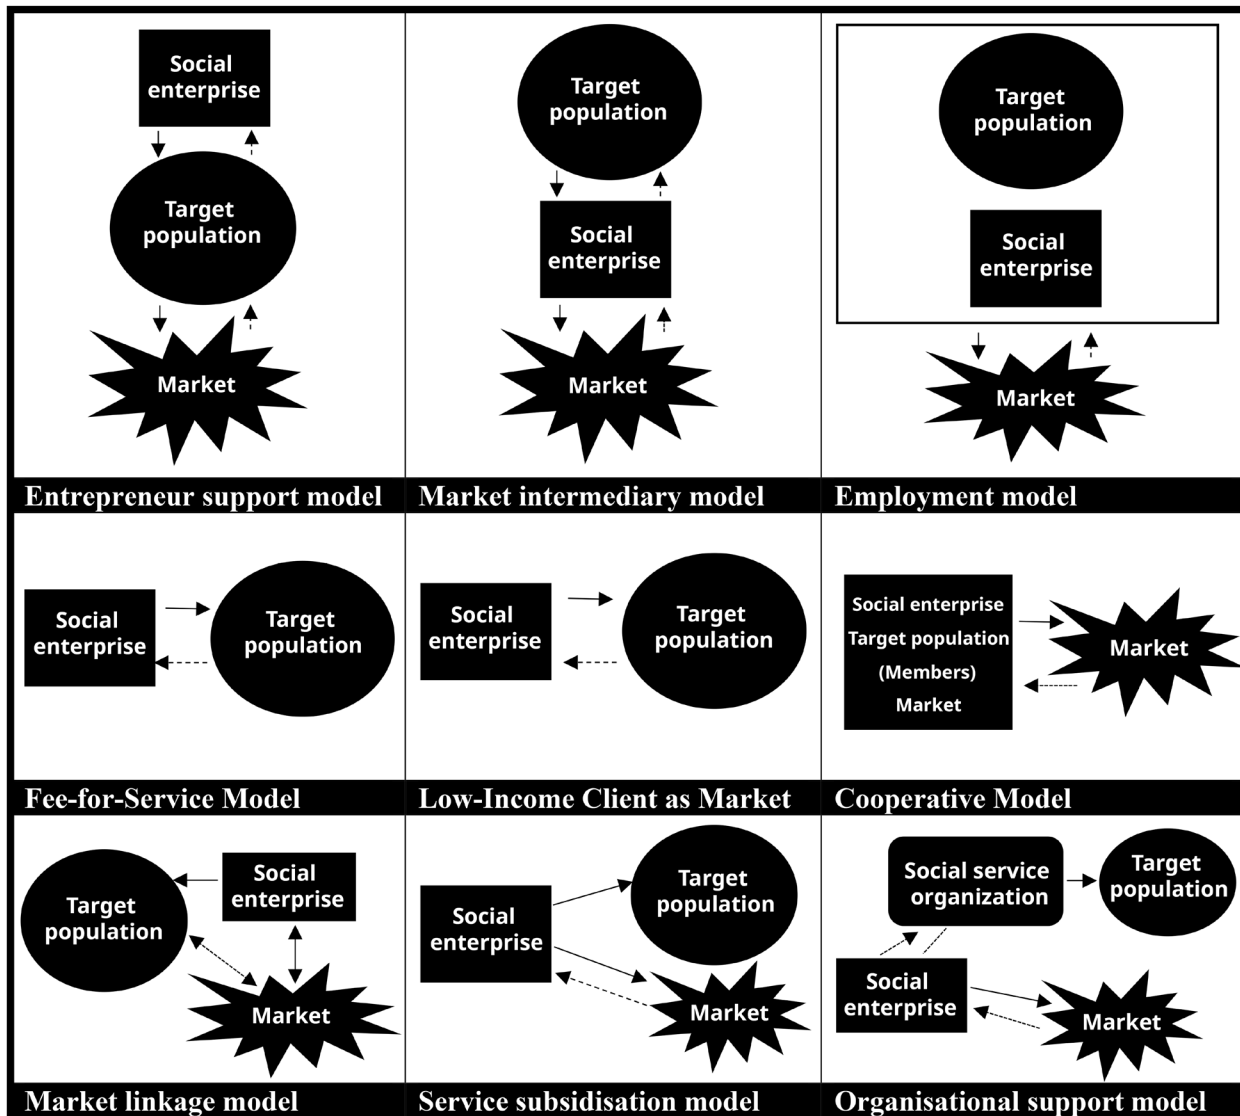 Social
enterprise
Target
population
Market
Entrepreneur support model
Target
population
Social
enterprise
Market
Market intermediary model
Target
population
Social
enterprise
Market
Employment model
Social
enterprise
Target
population
Fee-for-Service Model
Social
enterprise
Target
population
Low-Income Client as Market
Social enterprise
Target population
(Members)
Market
Market
Cooperative Model
Target
population
Social
enterprise
Market
Market linkage model
Social
enterprise
Target
population
Market
Service subsidisation model
Social service
organization
Target
population
Social
enterprise
Market
Organisational support model